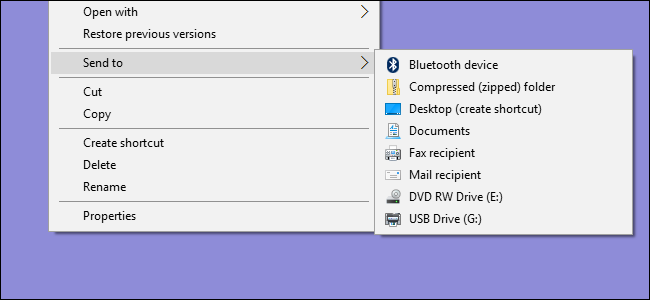 Open with
Restore previous versions
Send to
Cut
Copy
Create shortcut
Delete
Rename
Properties
Bluetooth device
Compressed (zipped) folder
Desktop (create shortcut)
Documents
Fax recipient
Mail recipient
DVD RW Drive (E:)
USB Drive (G:)